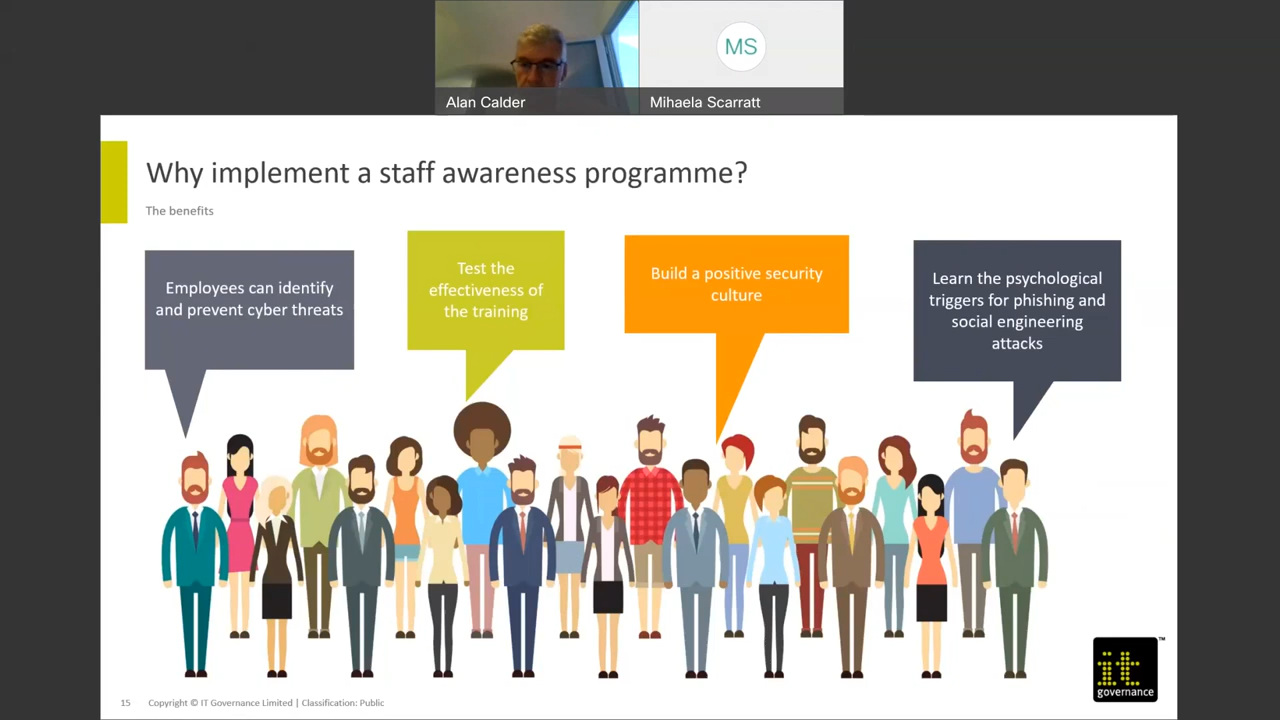 MS
Alan Calder
Mihaela Scarratt
Why implement a staff awareness programme?
The benefits
Employees can identify
and prevent cyber threats
Test the
effectiveness of
the training
Build a positive security
culture
Learn the psychological
triggers for phishing and
social engineering
attacks
it
governance
TM
15
Copyright © IT Governance Limited | Classification: Public